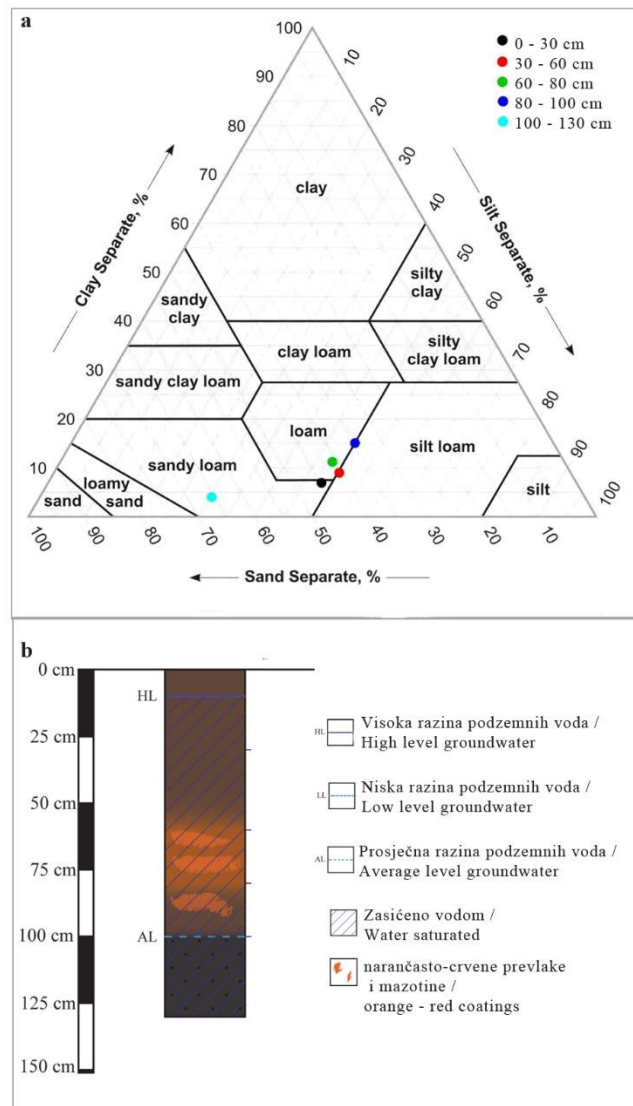 a
100
90
80
70
60
50
40
30
20
10
10
20
30
40
50
60
70
80
90
100
0 - 30 cm
30 - 60 cm
60 - 80 cm
80 - 100 cm
100 - 130 cm
Clay Separate, %
Silt Separate, %
clay
silty
clay
sandy
clay
clay loam
silty
clay loam
sandy clay loam
loam
silt loam
sandy loam
loamy
sand
sand
silt
100
90
80
70
60
50
40
30
20
10
Sand Separate, %
b
0 cm
25 cm
50 cm
75 cm
100 cm
125 cm
150 cm
HL
AL
HL
Visoka razina podzemnih voda /
High level groundwater
LL
Niska razina podzemnih voda /
Low level groundwater
AL
Prosječna razina podzemnih voda /
Average level groundwater
Zasićeno vodom /
Water saturated
narančasto-crvene prevlake
i mazotine /
orange - red coatings